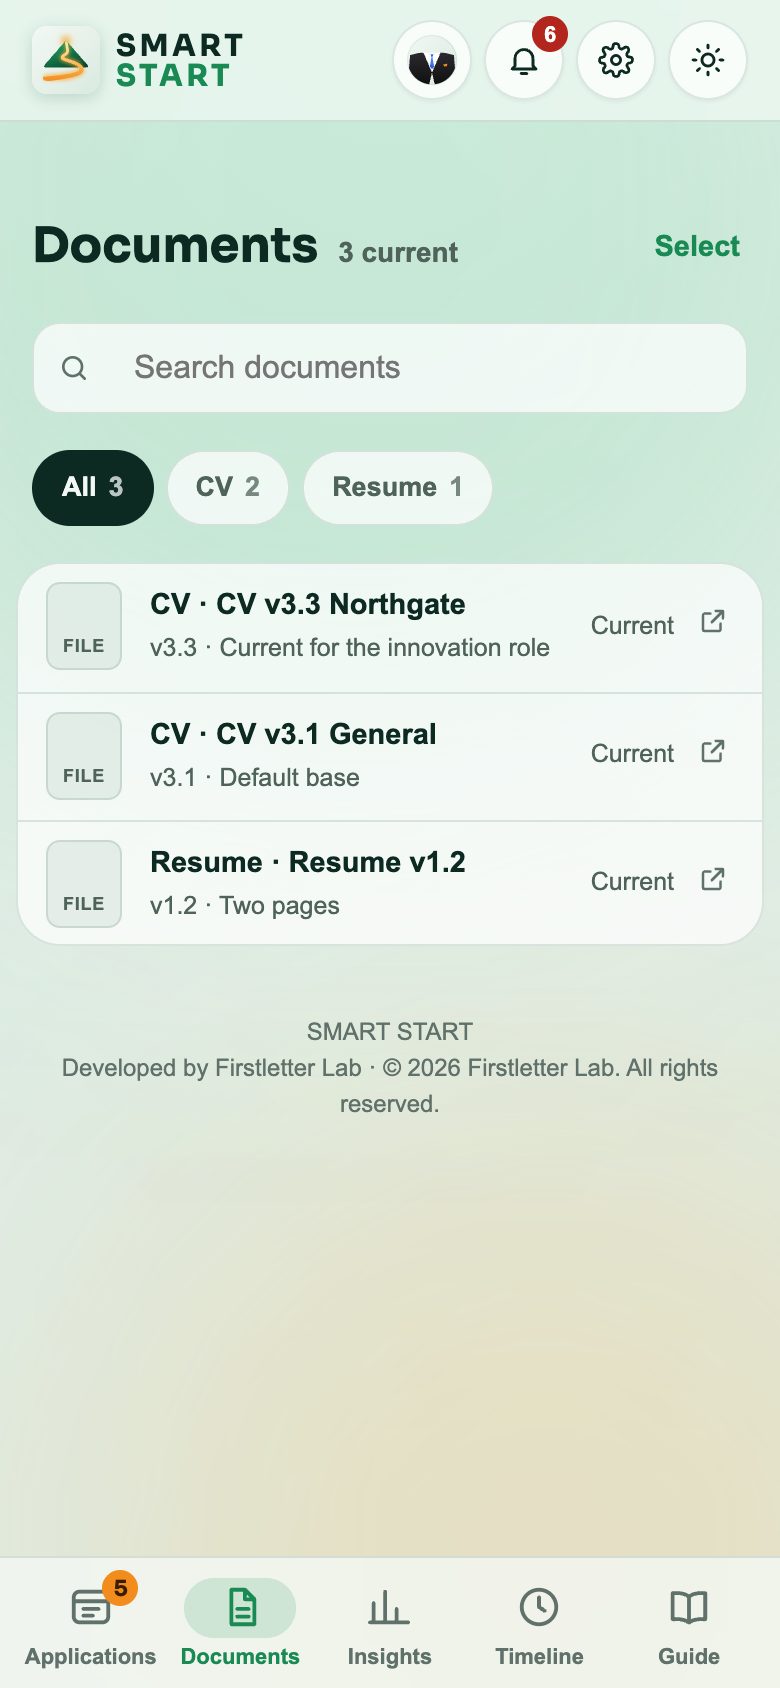 SMART
START
6
Documents 3 current
Select
Search documents
All 3
CV 2
Resume 1
FILE
CV · CV v3.3 Northgate
v3.3 · Current for the innovation role
Current
FILE
CV · CV v3.1 General
v3.1 · Default base
Current
FILE
Resume · Resume v1.2
v1.2 · Two pages
Current
SMART START
Developed by Firstletter Lab · © 2026 Firstletter Lab. All rights
reserved.
5
Applications
Documents
Insights
Timeline
Guide